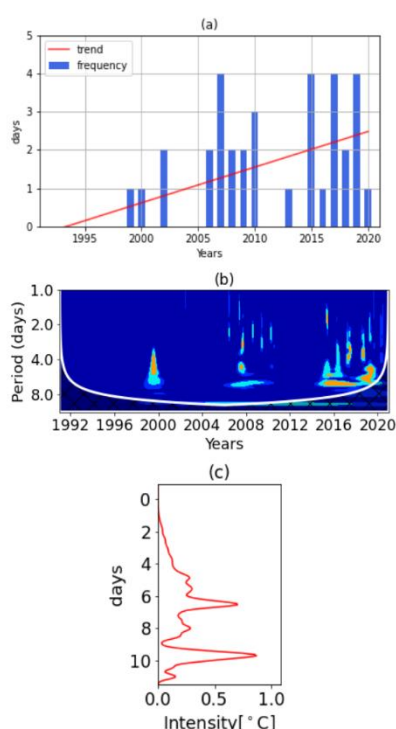 (a)
5
4
3
2
1
0
days
trend
frequency
1995 2000 2005 2010 2015 2020
Years
(b)
1.0
2.0
4.0
8.0
Period (days)
1992 1996 2000 2004 2008 2012 2016 2020
Years
(c)
0
2
4
6
8
10
days
0.0 0.5 1.0
Intensity[°C]